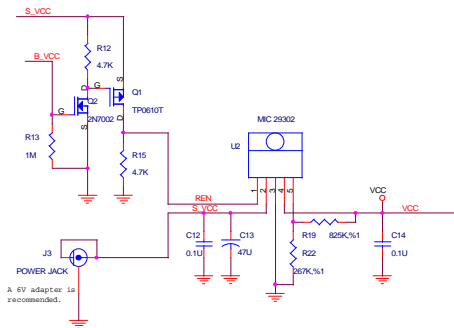 S_VCC
B_VCC
R12
4.7K
G
D
S
Q2
2N7002
G
S
D
Q1
TP0610T
R13
1M
R15
4.7K
MIC 29302
U2
1
2
3
4
5
REN
S_VCC
VCC
VCC
R19
825K,%1
R22
267K,%1
C12
0.1U
C13
47U
C14
0.1U
J3
POWER JACK
A 6V adapter is
recommended.